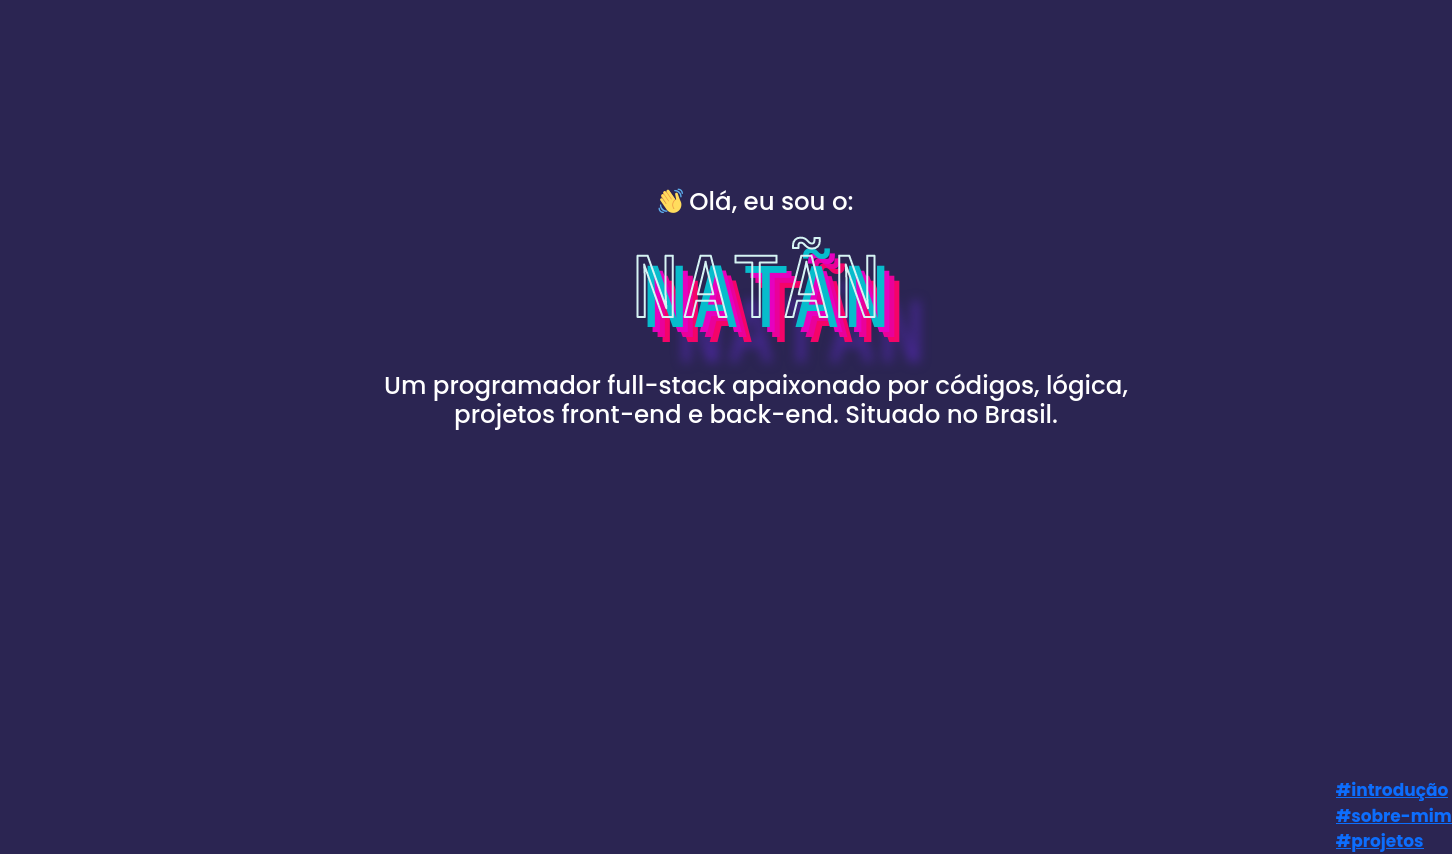 👋 Olá, eu sou o:
NATÃN
Um programador full-stack apaixonado por códigos, lógica,
projetos front-end e back-end. Situado no Brasil.
#introdução
#sobre-mim
#projetos